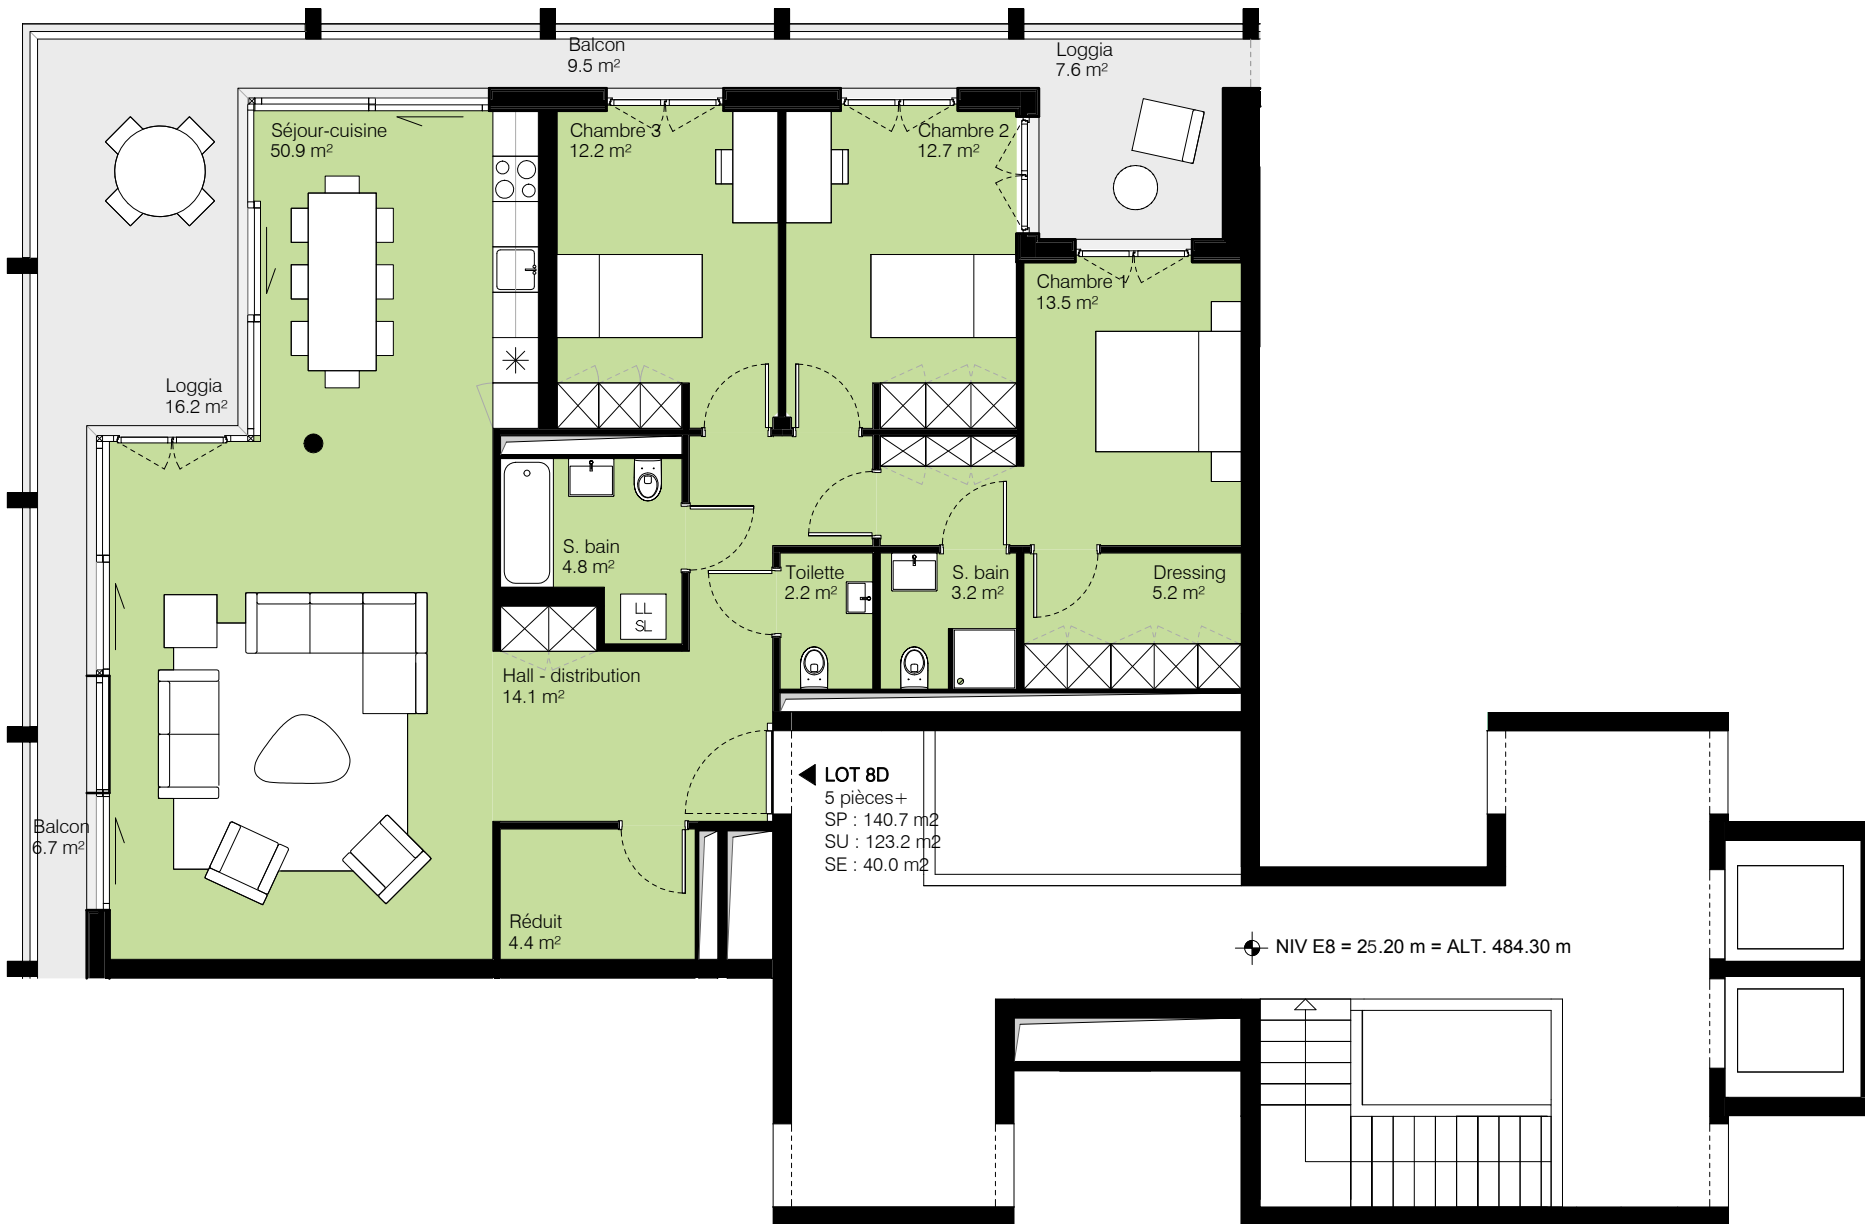 Balcon
9.5 m²
Loggia
7.6 m²
Séjour-cuisine
50.9 m²
Chambre 3
12.2 m²
Chambre 2
12.7 m²
Chambre 1
13.5 m²
Loggia
16.2 m²
S. bain
4.8 m²
Toilette
2.2 m²
S. bain
3.2 m²
Dressing
5.2 m²
LL
SL
Hall - distribution
14.1 m²
LOT 8D
5 pièces+
SP : 140.7 m2
SU : 123.2 m2
SE : 40.0 m2
Balcon
6.7 m²
Réduit
4.4 m²
NIV E8 = 25.20 m = ALT. 484.30 m